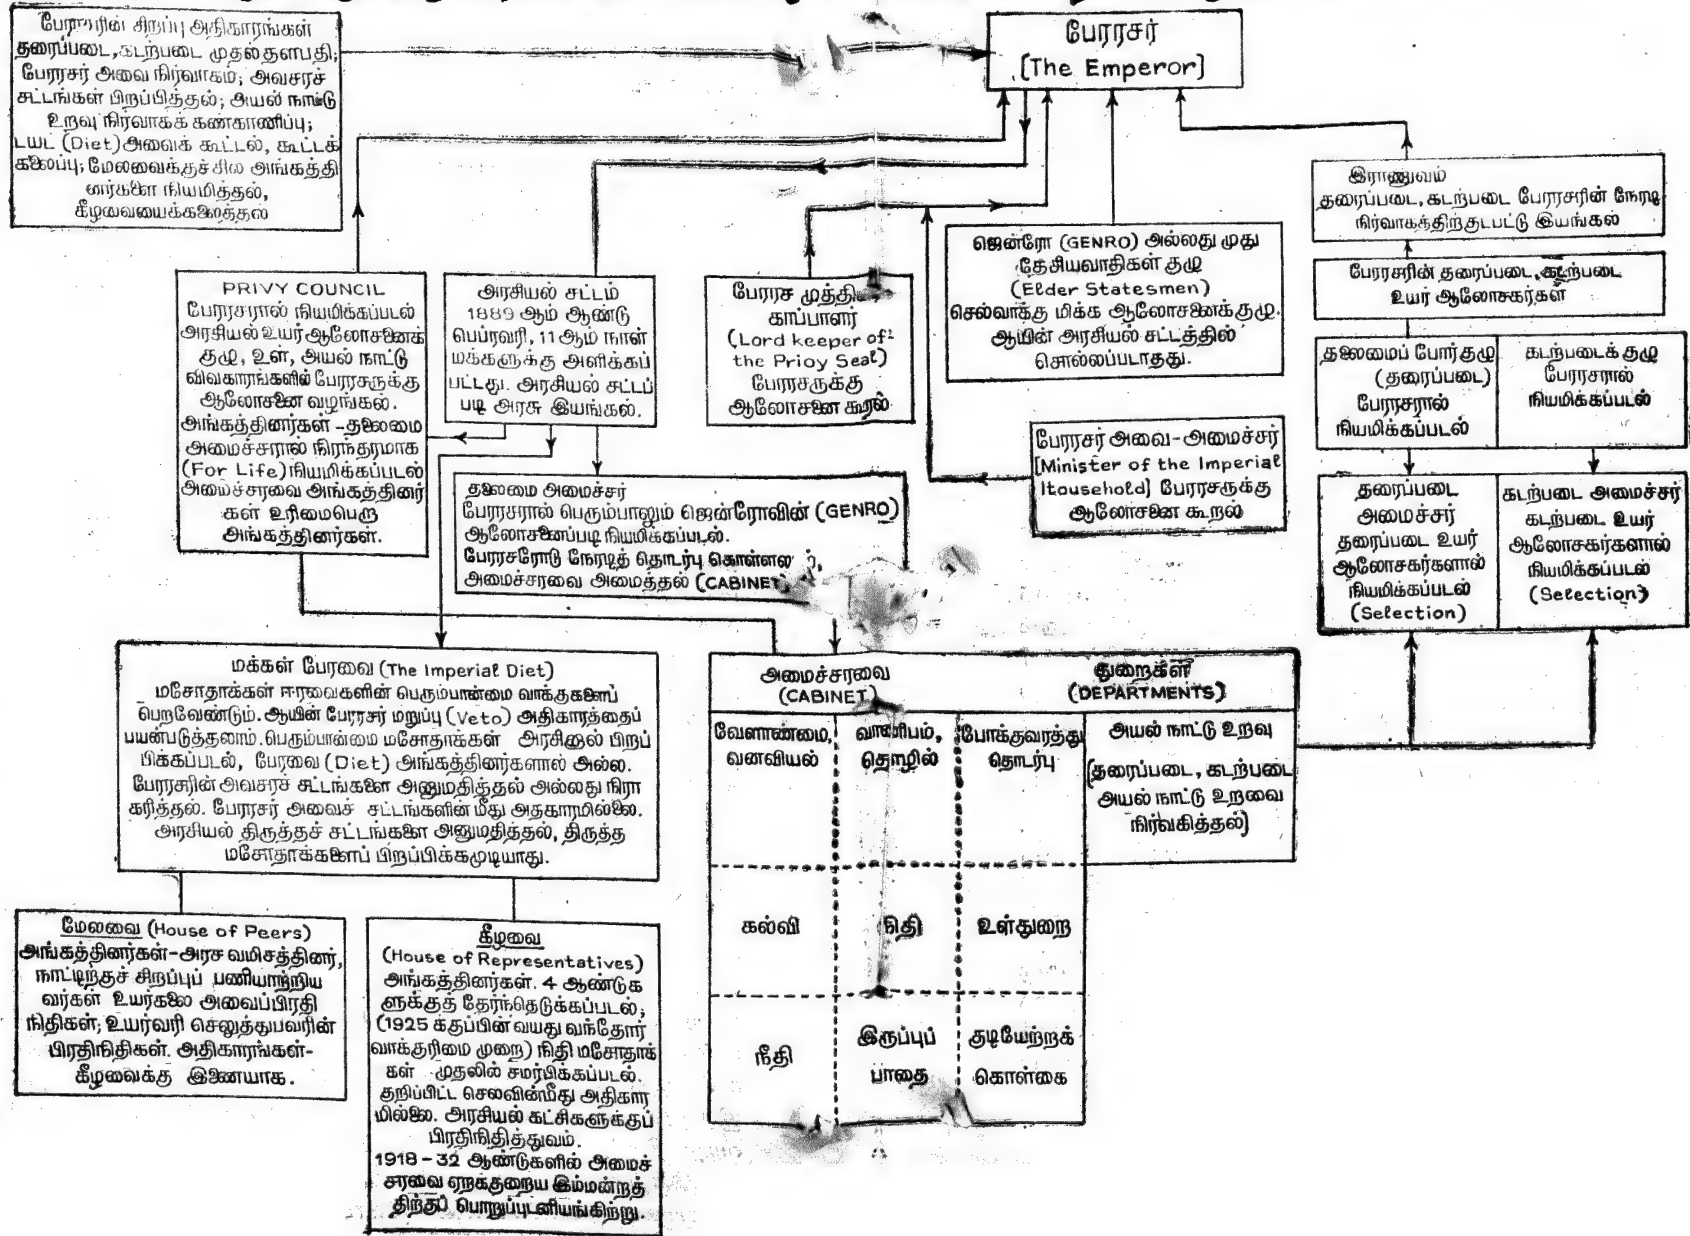 பேரரசரின் சிறப்பு அதிகாரங்கள்
தரைப்படை, கடற்படை முதல் தளபதி;
பேரரசர் அவை நிர்வாகம்; அவசரச்
சட்டங்கள் பிறப்பித்தல்; அயல் நாட்டு
உறவு நிர்வாகக் கண்காணிப்பு;
டயட் (Diet) அவைக் கூட்டல், கூட்டக்
கலைப்பு; மேலவைக்குச் சில அங்கத்தி
னர்களை நியமித்தல்,
கீழவையைக்கலைத்தல்
பேரரசர்
[The Emperor]
PRIVY COUNCIL
பேரரசரால் நியமிக்கப்படல்
அரசியல் உயர் ஆலோசனைக்
குழு, உள், அயல் நாட்டு
விவகாரங்களில் பேரரசருக்கு
ஆலோசனை வழங்கல்.
அங்கத்தினர்கள் - தலைமை
அமைச்சரால் நிரந்தரமாக
(For Life) நியமிக்கப்படல்
அமைச்சரவை அங்கத்தினர்
கள் உரிமைபெறு
அங்கத்தினர்கள்.
அரசியல் சட்டம்
1889 ஆம் ஆண்டு
பெப்ரவரி, 11 ஆம் நாள்
மக்களுக்கு அளிக்கப்
பட்டது. அரசியல் சட்டப்
படி அரசு இயங்கல்.
பேரரச
காப்பாளர்
(Lord keeper of
the Prioy Seal)
பேரரசருக்கு
ஆலோசனை கூறல்
ஜென்ரோ (GENRO) அல்லது முது
தேசியவாதிகள் குழு
(Elder Statesmen)
செல்வாக்கு மிக்க ஆலோசனைக்குழு.
ஆயின் அரசியல் சட்டத்தில்
சொல்லப்படாதது.
பேரரசர் அவை-அமைச்சர்
[Minister of the Imperial
Itousehold] பேரரசருக்கு
ஆலோசனை கூறல்
இராணுவம்
தரைப்படை, கடற்படை பேரரசரின் நேரடி
நிர்வாகத்திற்குடபட்டு இயங்கல்
பேரரசரின் தரைப்படை, கடற்படை
உயர் ஆலோசகர்கள்
தலைமைப் போர்குழு
(தரைப்படை)
பேரரசரால்
நியமிக்கப்படல்
கடற்படைக் குழு
பேரரசரால்
நியமிக்கப்படல்
தரைப்படை
அமைச்சர்
தரைப்படை உயர்
ஆலோசகர்களால்
நியமிக்கப்படல்
(Selection)
கடற்படை அமைச்சர்
கடற்படை உயர்
ஆலோசகர்களால்
நியமிக்கப்படல்
(Selection)
தலைமை அமைச்சர்
பேரரசரால் பெரும்பாலும் ஜென்ரோவின் (GENRO)
ஆலோசனைப்படி நியமிக்கப்படல்.
பேரரசரோடு நேரடித் தொடர்பு
அமைச்சரவை அமைத்தல் (CABINET)
மக்கள் பேரவை (The Imperial Diet)
மசோதாக்கள் ஈரவைகளின் பெரும்பான்மை வாக்குகளைப்
பெறவேண்டும். ஆயின் பேரரசர் மறுப்பு (Veto) அதிகாரத்தைப்
பயன்படுத்தலாம். பெரும்பான்மை மசோதாக்கள் அரசினால் பிறப்
பிக்கப்படல், பேரவை (Diet) அங்கத்தினர்களால் அல்ல.
பேரரசரின் அவசரச் சட்டங்களை அனுமதித்தல் அல்லது நிரா
கரித்தல். பேரரசர் அவைச் சட்டங்களின் மீது அதகாரமில்லை.
அரசியல் திருத்தச் சட்டங்களை அனுமதித்தல், திருத்த
மசோதாக்களைப் பிறப்பிக்கமுடியாது.
மேலவை (House of Peers)
அங்கத்தினர்கள்-அரச வமிசத்தினர்,
நாட்டிற்குச் சிறப்புப் பணியாற்றிய
வர்கள் உயர்கலை அவைப்பிரதி
நிதிகள்; உயர்வரி செலுத்துபவரின்
பிரதிநிதிகள். அதிகாரங்கள்-
கீழவைக்கு இணையாக.
கீழவை
(House of Representatives)
அங்கத்தினர்கள். 4 ஆண்டுக
ளுக்குத் தேர்ந்தெடுக்கப்படல்;
(1925 க்குப்பின் வயது வந்தோர்
வாக்குரிமை முறை) நிதி மசோதாக்
கள் முதலில் சமர்பிக்கப்படல்.
குறிப்பிட்ட செலவின்மீது அதிகார
மில்லை. அரசியல் கட்சிகளுக்குப்
பிரதிநிதித்துவம்.
1918 - 32 ஆண்டுகளில் அமைச்
சரவை ஏறக்குறைய இம்மன்றத்
திற்குப் பொறுப்புடனியங்கிற்று.
அமைச்சரவை
(CABINET)
துறைகள்
(DEPARTMENTS)
வேளாண்மை,
வனவியல்
வாணிபம்,
தொழில்
போக்குவரத்து
தொடர்பு
அயல் நாட்டு உறவு
(தரைப்படை, கடற்படை
அயல் நாட்டு உறவை
நிர்வகித்தல்)
கல்வி
நிதி
உள்துறை
நீதி
இருப்புப்
பாதை
குடியேற்றக்
கொள்கை